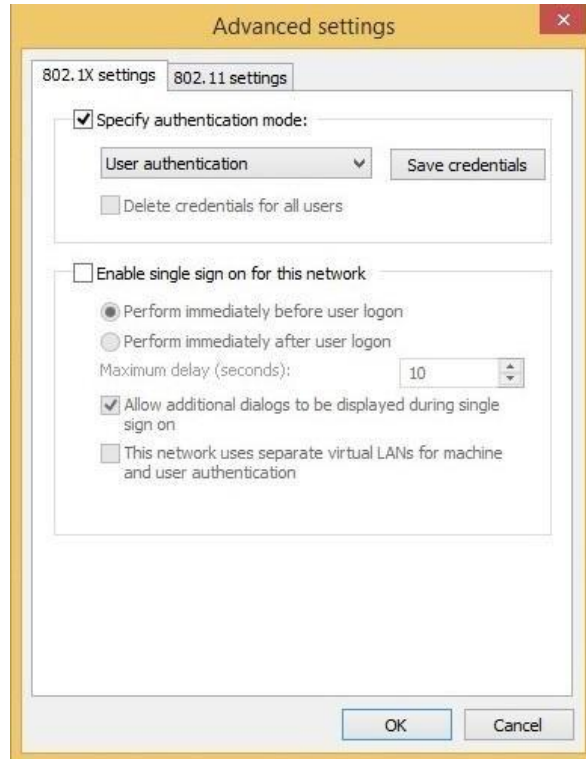 Advanced settings
802.1X settings
802.11 settings
Specify authentication mode:
User authentication
Save credentials
Delete credentials for all users
Enable single sign on for this network
Perform immediately before user logon
Perform immediately after user logon
Maximum delay (seconds):
10
Allow additional dialogs to be displayed during single
sign on
This network uses separate virtual LANs for machine
and user authentication
OK
Cancel